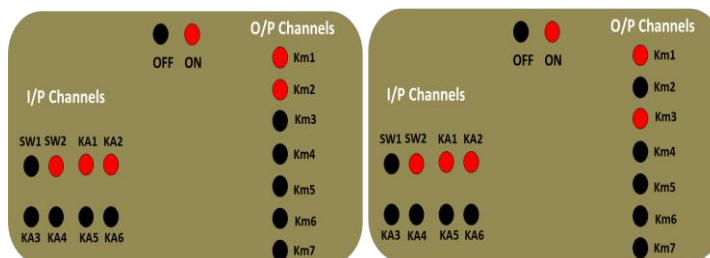 O/P Channels
OFF ON
Km1
Km2
I/P Channels
Km3
SW1 SW2 KA1 KA2
Km4
Km5
Km6
KA3 KA4 KA5 KA6
Km7
O/P Channels
OFF ON
Km1
Km2
I/P Channels
Km3
SW1 SW2 KA1 KA2
Km4
Km5
Km6
KA3 KA4 KA5 KA6
Km7